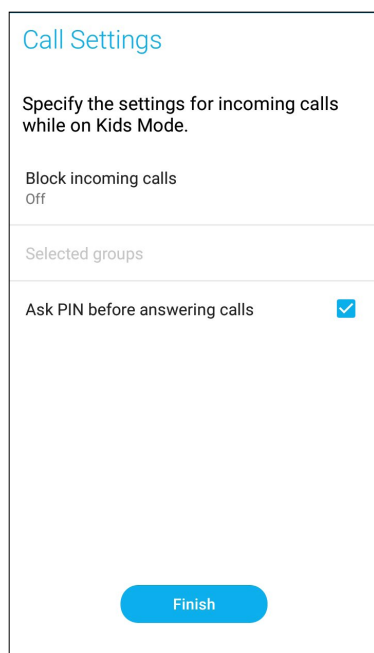 Call Settings
Specify the settings for incoming calls
while on Kids Mode.
Block incoming calls
Off
Selected groups
Ask PIN before answering calls
Finish